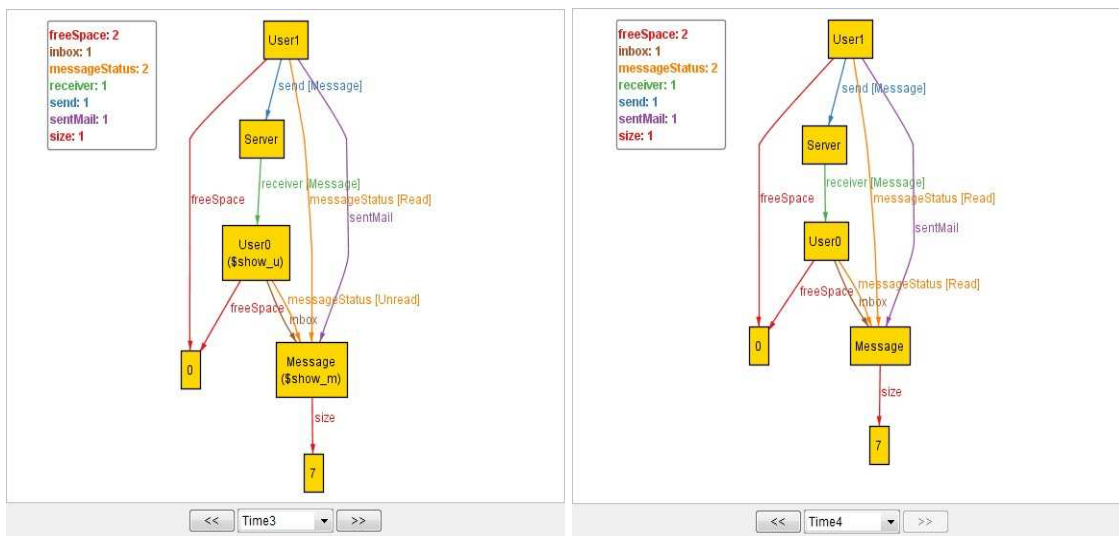 freeSpace: 2
inbox: 1
messageStatus: 2
receiver: 1
send: 1
sentMail: 1
size: 1
User1
send [Message]
Server
receiver [Message]
freeSpace
messageStatus [Read]
sentMail
User0
($show_u)
freeSpace
messageStatus [Unread]
inbox
0
Message
($show_m)
size
7
<< Time3 >>
freeSpace: 2
inbox: 1
messageStatus: 2
receiver: 1
send: 1
sentMail: 1
size: 1
User1
send [Message]
Server
receiver [Message]
freeSpace
messageStatus [Read]
sentMail
User0
messageStatus [Read]
freeSpace
inbox
0
Message
size
7
<< Time4 >>